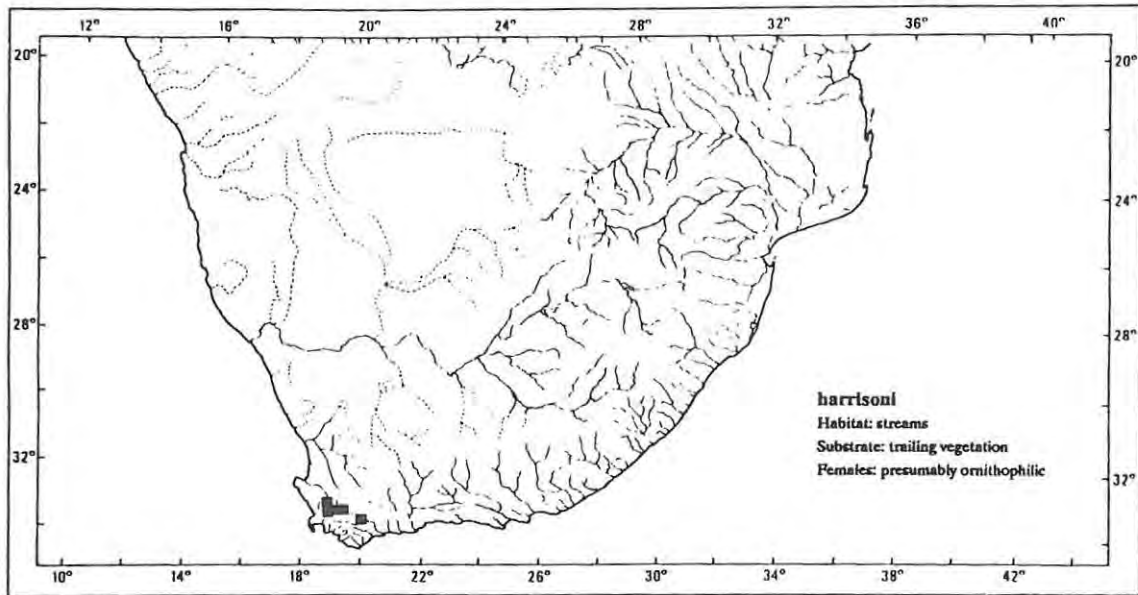 12° 16° 20° 24° 28° 32° 36° 40°
20° 20°
24° 24°
28° 28°
32° 32°
harrisoni
Habitat: streams
Substrate: trailing vegetation
Females: presumably ornithophilic
10° 14° 18° 22° 26° 30° 34° 38° 42°